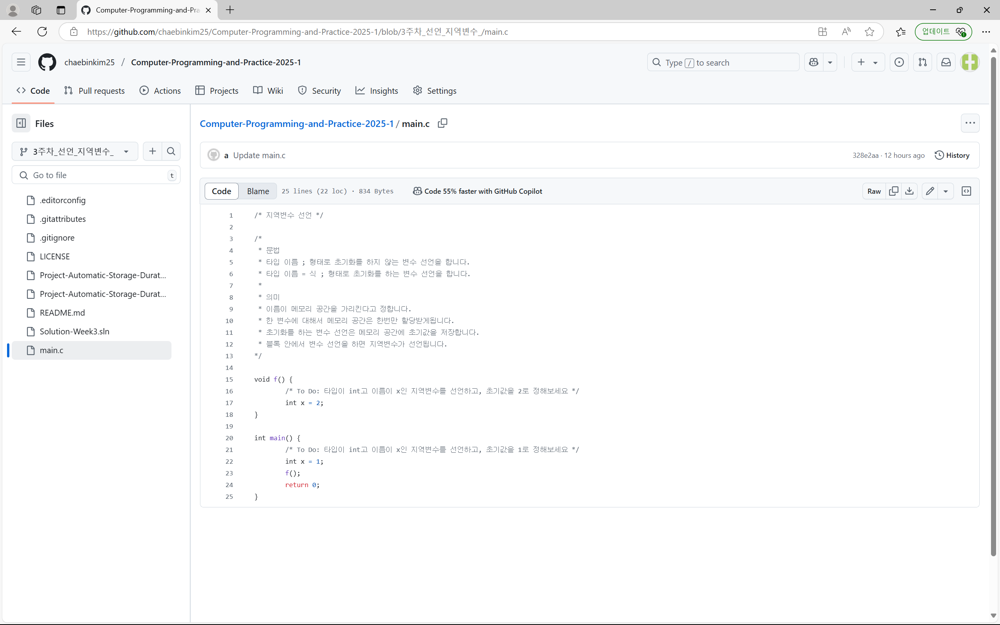 Computer-Programming-and-Pra
https://github.com/chaebinkim25/Computer-Programming-and-Practice-2025-1/blob/3주차_선언_지역변수_/main.c
업데이트
chaebinkim25 / Computer-Programming-and-Practice-2025-1
Type / to search
Code Pull requests Actions Projects Wiki Security Insights Settings
Files
3주차_선언_지역변수_
Go to file t
.editorconfig
.gitattributes
.gitignore
LICENSE
Project-Automatic-Storage-Durat...
Project-Automatic-Storage-Durat...
README.md
Solution-Week3.sln
main.c
Computer-Programming-and-Practice-2025-1 / main.c
a Update main.c 328e2aa · 12 hours ago History
Code Blame 25 lines (22 loc) · 834 Bytes Code 55% faster with GitHub Copilot Raw
1 /* 지역변수 선언 */
2
3 /*
4 * 문법
5 * 타입 이름 ; 형태로 초기화를 하지 않는 변수 선언을 합니다.
6 * 타입 이름 = 식 ; 형태로 초기화를 하는 변수 선언을 합니다.
7 *
8 * 의미
9 * 이름이 메모리 공간을 가리킨다고 정합니다.
10 * 한 변수에 대해서 메모리 공간은 한번만 할당받게됩니다.
11 * 초기화를 하는 변수 선언은 메모리 공간에 초기값을 저장합니다.
12 * 블록 안에서 변수 선언을 하면 지역변수가 선언됩니다.
13 */
14
15 void f() {
16 /* To Do: 타입이 int고 이름이 x인 지역변수를 선언하고, 초기값을 2로 정해보세요 */
17 int x = 2;
18 }
19
20 int main() {
21 /* To Do: 타입이 int고 이름이 x인 지역변수를 선언하고, 초기값을 1로 정해보세요 */
22 int x = 1;
23 f();
24 return 0;
25 }